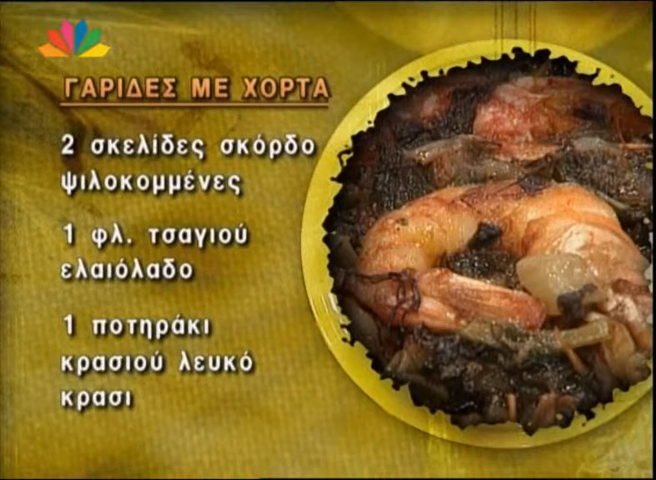 ΓΑΡΙΔΕΣ ΜΕ ΧΟΡΤΑ
2 σκελίδες σκόρδο
ψιλοκομμένες
1 φλ. τσαγιού
ελαιόλαδο
1 ποτηράκι
κρασιού λευκό
κρασι